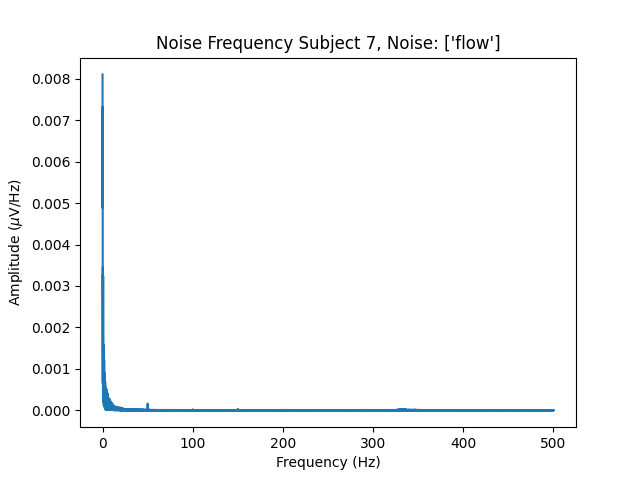 Noise Frequency Subject 7, Noise: ['flow']
0.008
0.007
0.006
0.005
0.004
0.003
0.002
0.001
0.000
Amplitude (μV/Hz)
0 100 200 300 400 500
Frequency (Hz)